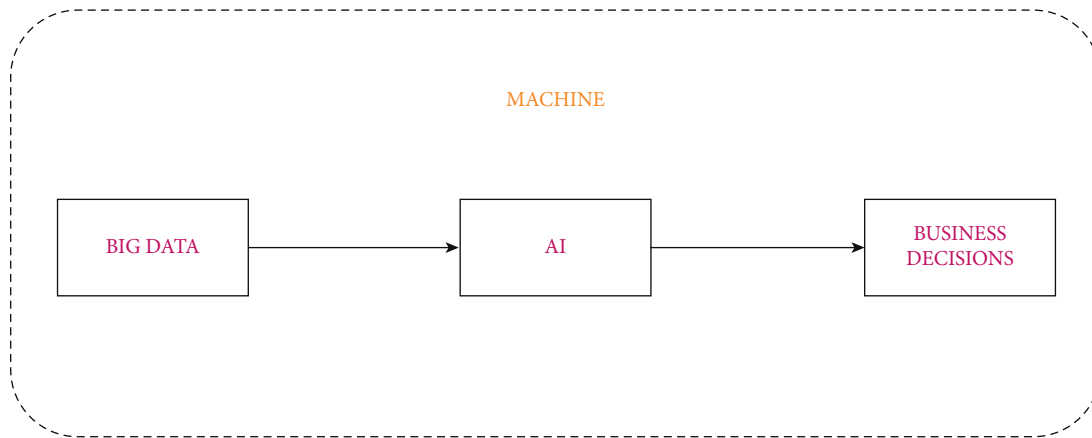 MACHINE
BIG DATA
AI
BUSINESS
DECISIONS